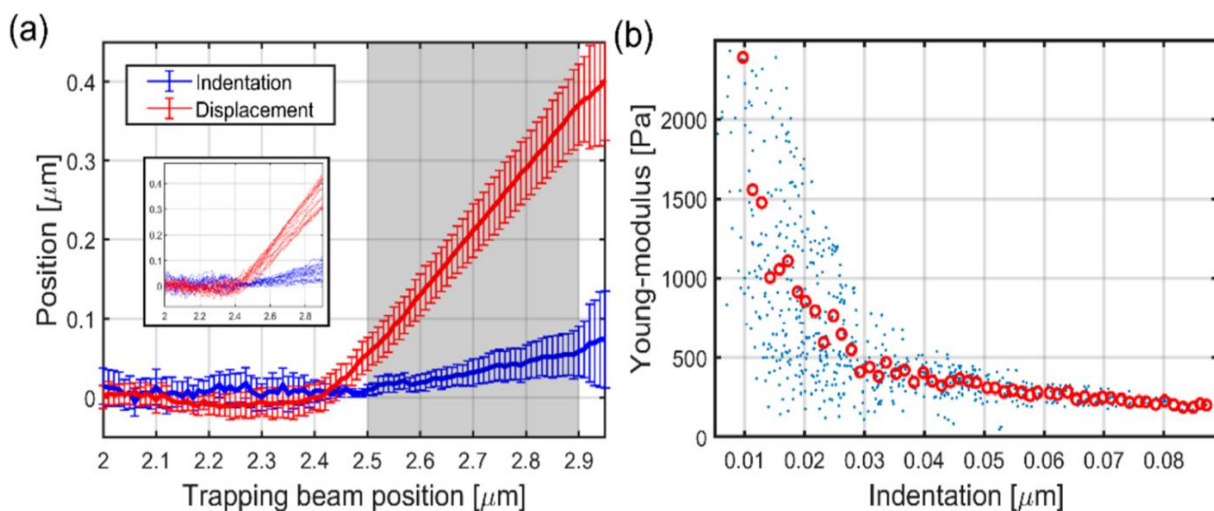 (a)
Indentation
Displacement
Position [μm]
0.4
0.3
0.2
0.1
0
0.4
0.3
0.2
0.1
0
2
2.2
2.4
2.6
2.8
2 2.1 2.2 2.3 2.4 2.5 2.6 2.7 2.8 2.9
Trapping beam position [μm]
(b)
Young-modulus [Pa]
2000
1500
1000
500
0
0.01 0.02 0.03 0.04 0.05 0.06 0.07 0.08
Indentation [μm]